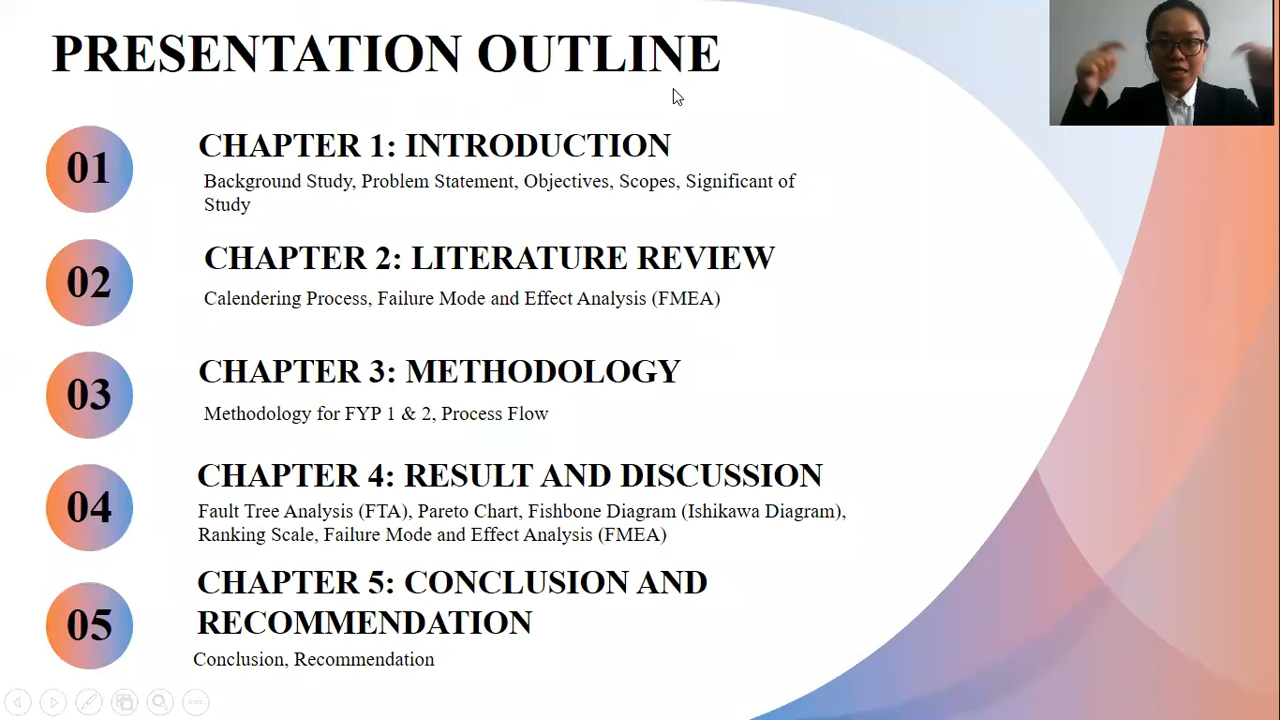 PRESENTATION OUTLINE
01
CHAPTER 1: INTRODUCTION
Background Study, Problem Statement, Objectives, Scopes, Significant of
Study
02
CHAPTER 2: LITERATURE REVIEW
Calendering Process, Failure Mode and Effect Analysis (FMEA)
03
CHAPTER 3: METHODOLOGY
Methodology for FYP 1 & 2, Process Flow
04
CHAPTER 4: RESULT AND DISCUSSION
Fault Tree Analysis (FTA), Pareto Chart, Fishbone Diagram (Ishikawa Diagram),
Ranking Scale, Failure Mode and Effect Analysis (FMEA)
05
CHAPTER 5: CONCLUSION AND
RECOMMENDATION
Conclusion, Recommendation